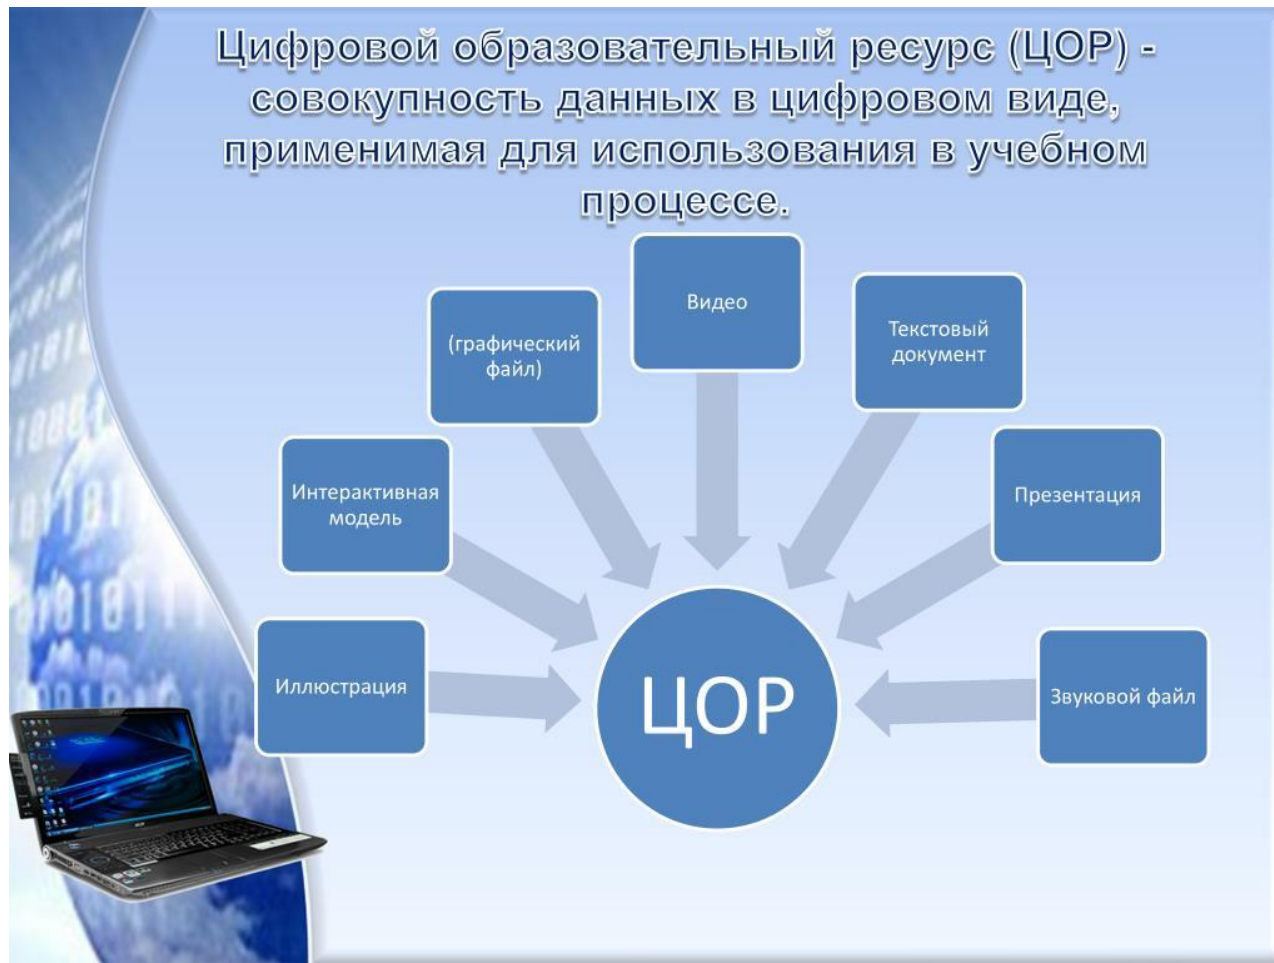 Цифровой образовательный ресурс (ЦОР) -
совокупность данных в цифровом виде,
применимая для использования в учебном
процессе.
Видео
Текстовый
документ
(графический
файл)
Интерактивная
модель
Презентация
Иллюстрация
ЦОР
Звуковой файл